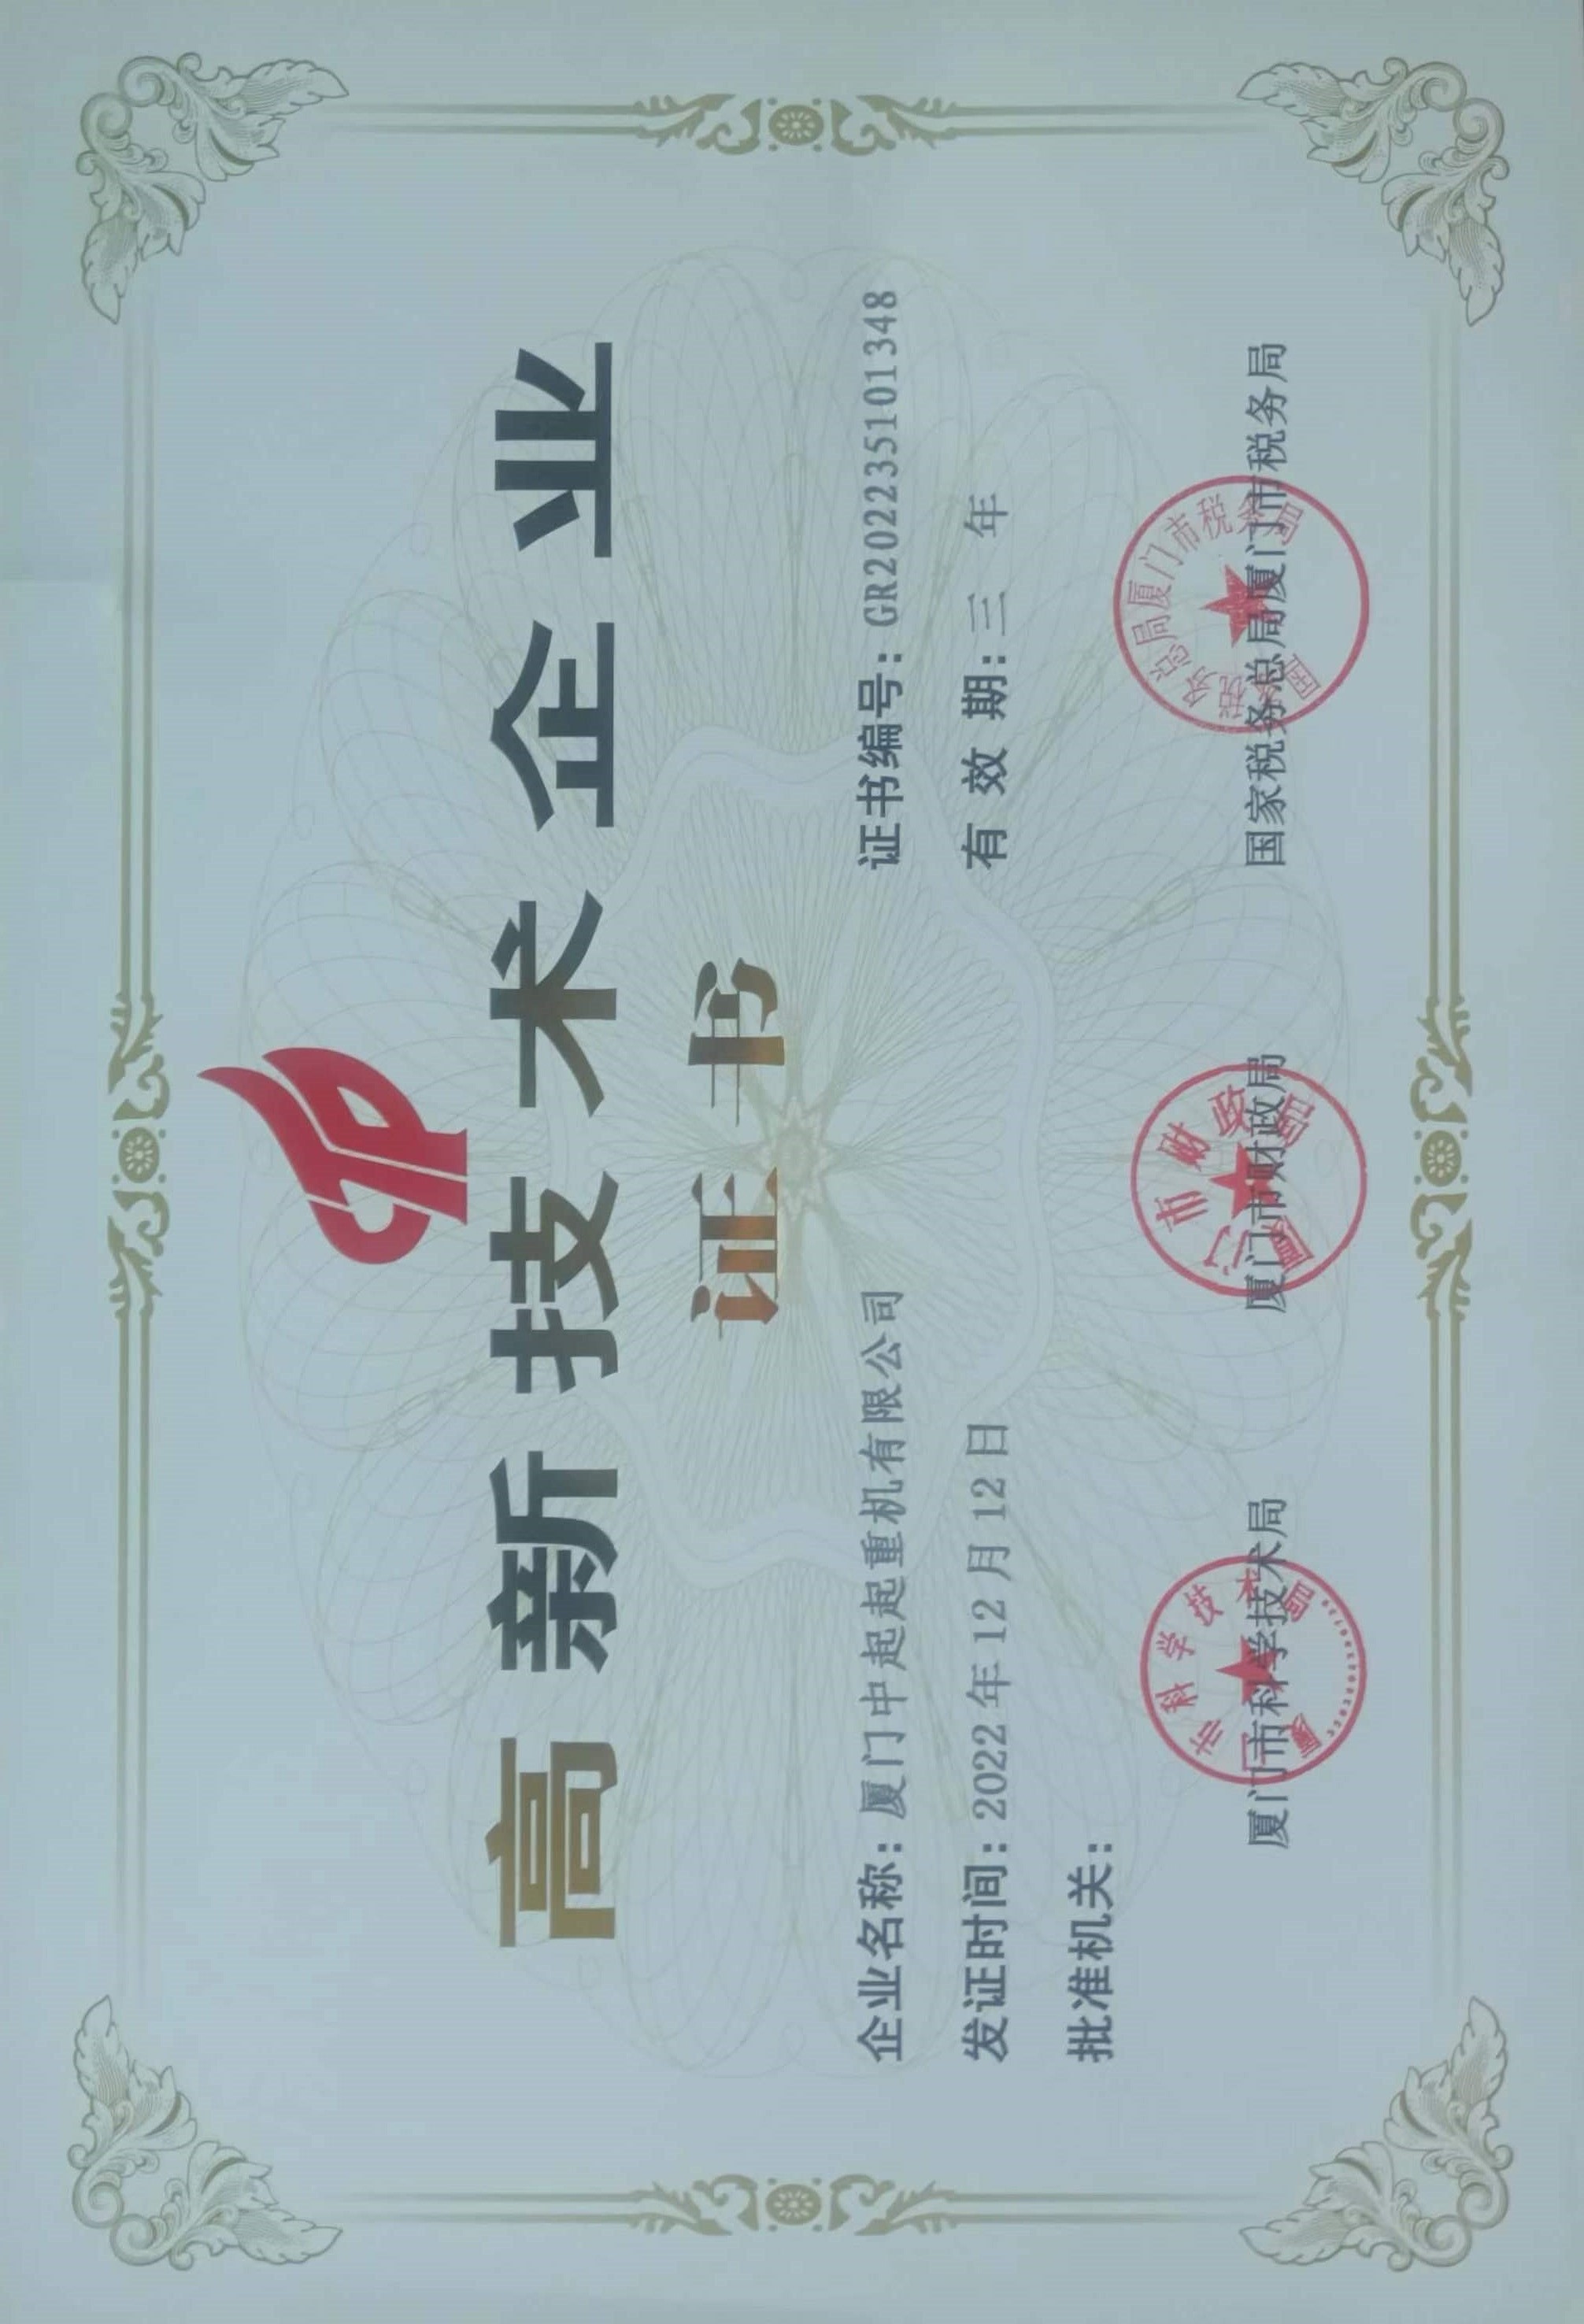 高新技术企业
证书
企业名称：厦门中起起重机有限公司
证书编号：GR202235101348
发证时间：2022年12月12日
有效期：三年
批准机关：
厦门市科学技术局
厦门市财政局
国家税务总局厦门市税务局
厦门市科学技术局
厦门市财政局
国家税务总局厦门市税务局